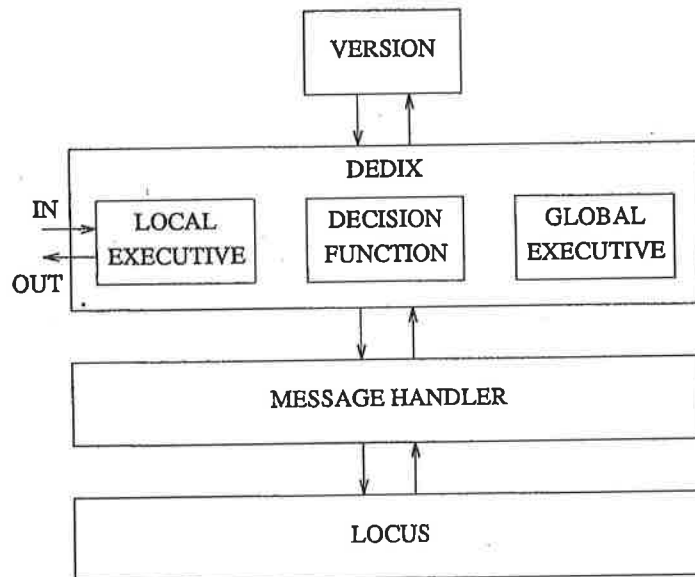 VERSION
DEDIX
IN
OUT
LOCAL
EXECUTIVE
DECISION
FUNCTION
GLOBAL
EXECUTIVE
MESSAGE HANDLER
LOCUS